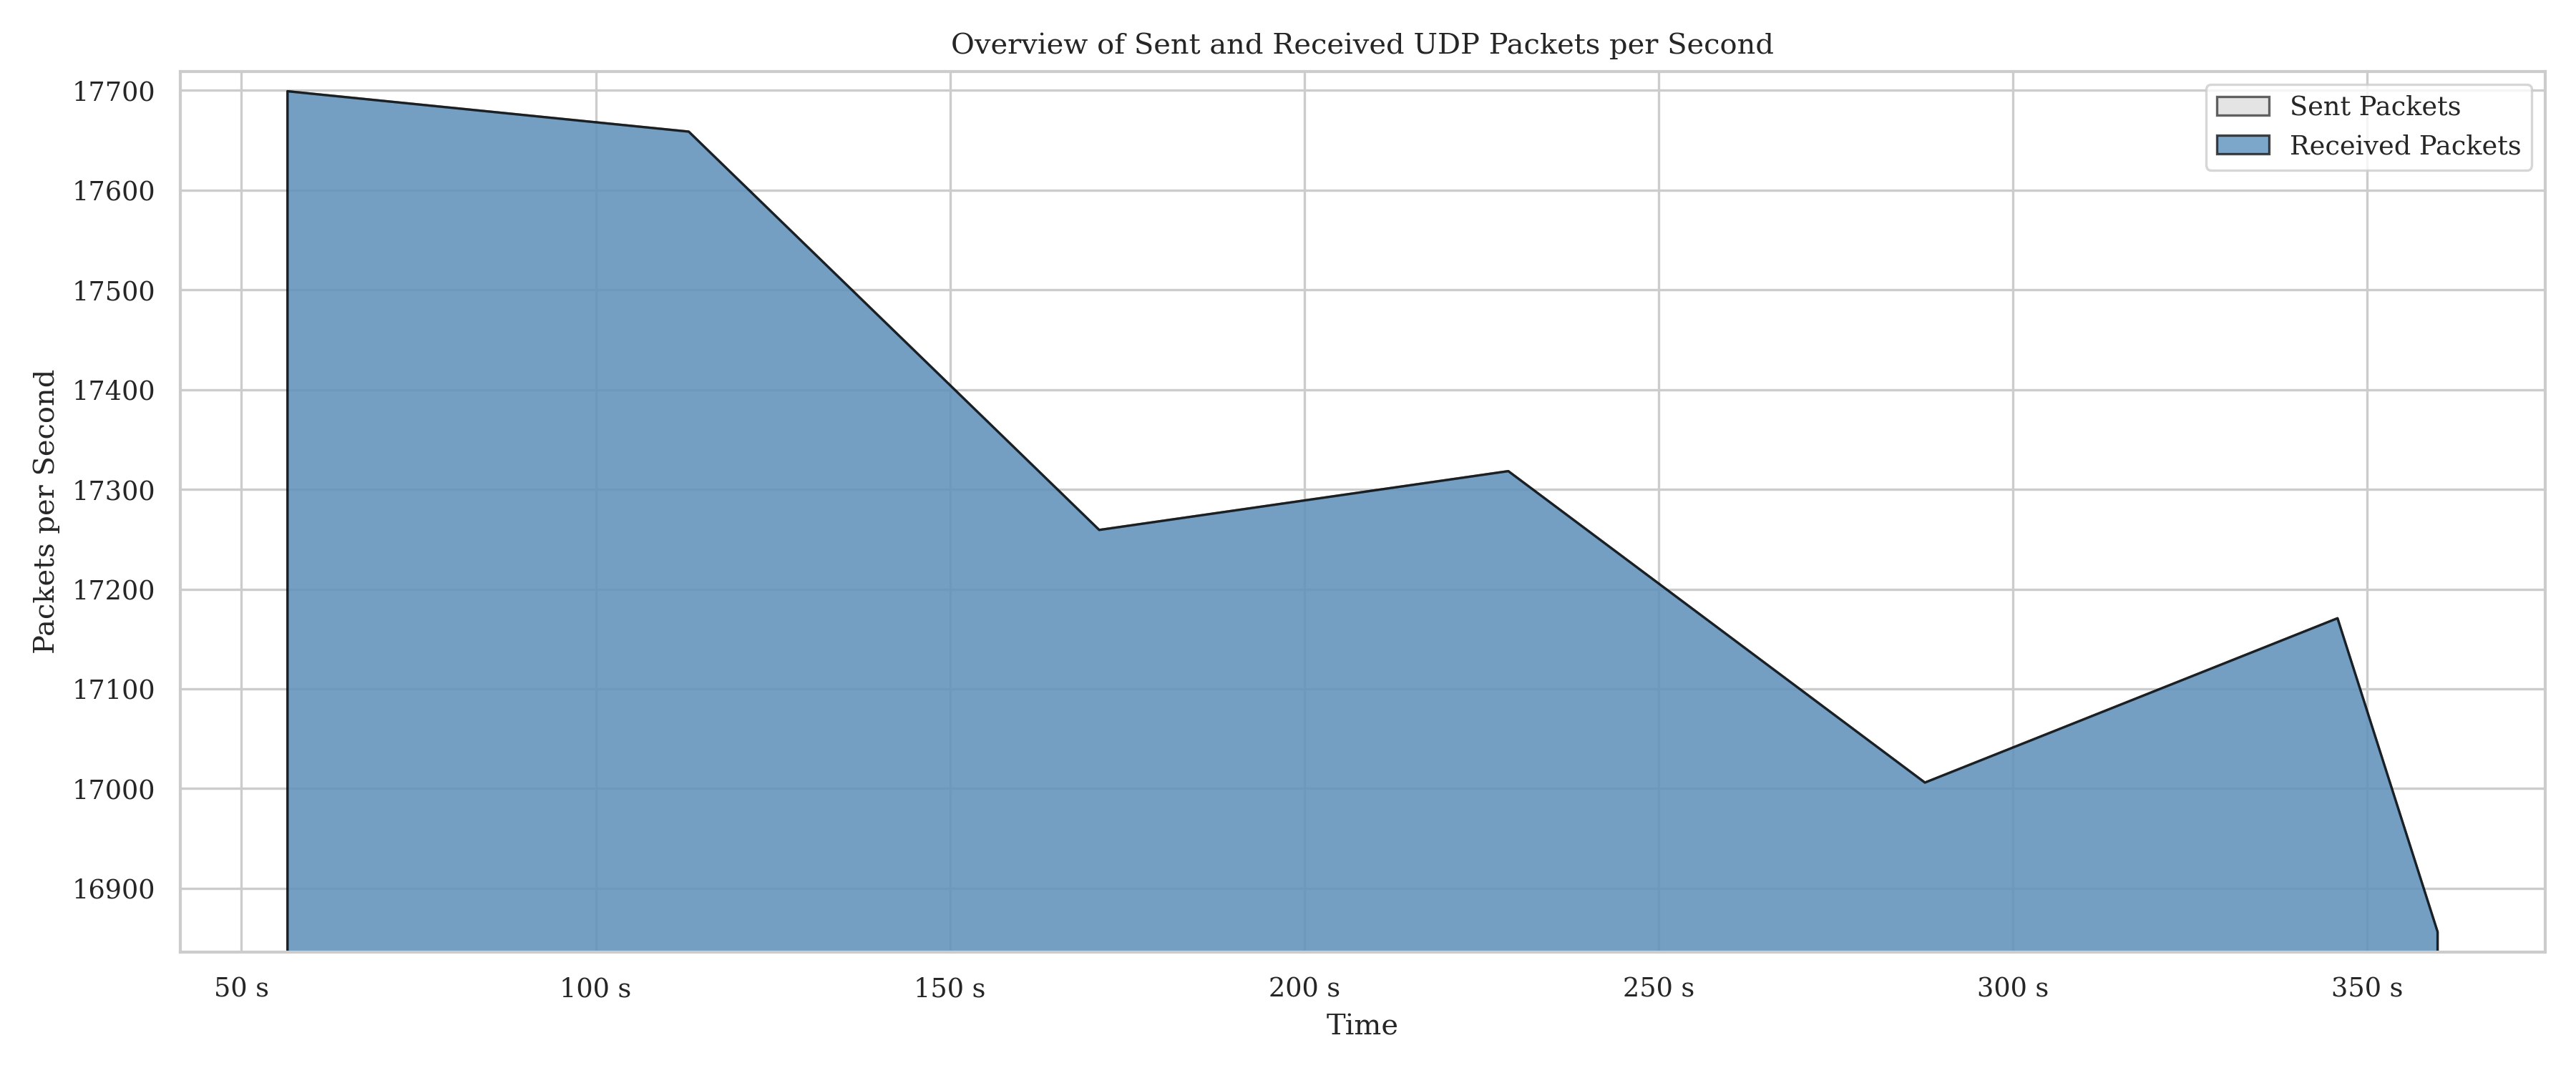 Overview of Sent and Received UDP Packets per Second
Sent Packets
Received Packets
Packets per Second
17700
17600
17500
17400
17300
17200
17100
17000
16900
50 s
100 s
150 s
200 s
250 s
300 s
350 s
Time